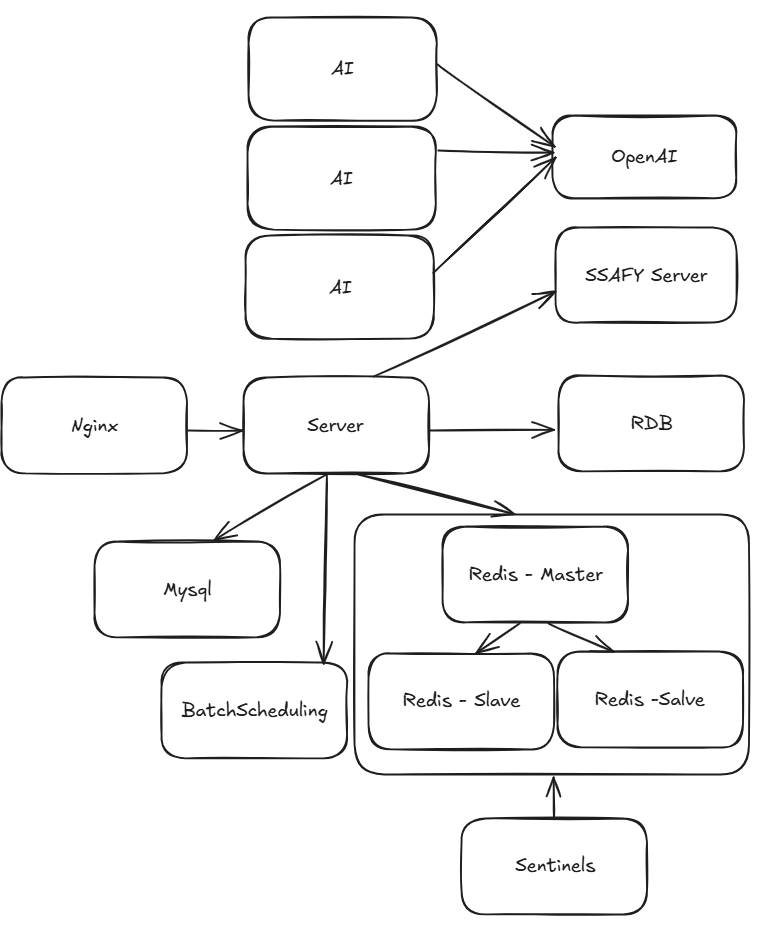 AI
AI
OpenAI
AI
SSAFY Server
Nginx
Server
RDB
Mysql
Redis - Master
BatchScheduling
Redis - Slave
Redis -Salve
Sentinels